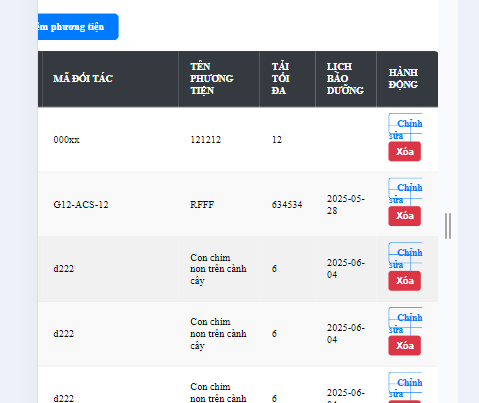 êm phương tiện
MÃ ĐỐI TÁC
TÊN PHƯƠNG TIỆN
TẢI TỐI ĐA
LỊCH BẢO DƯỠNG
HÀNH ĐỘNG
000xx 121212 12
Chỉnh sửa
Xóa
G12-ACS-12 RFFF 634534 2025-05-28
Chỉnh sửa
Xóa
d222 Con chim non trên cành cây 6 2025-06-04
Chỉnh sửa
Xóa
d222 Con chim non trên cành cây 6 2025-06-04
Chỉnh sửa
Xóa
d222 Con chim non trên cành 6 2025-06-
Chỉnh sửa